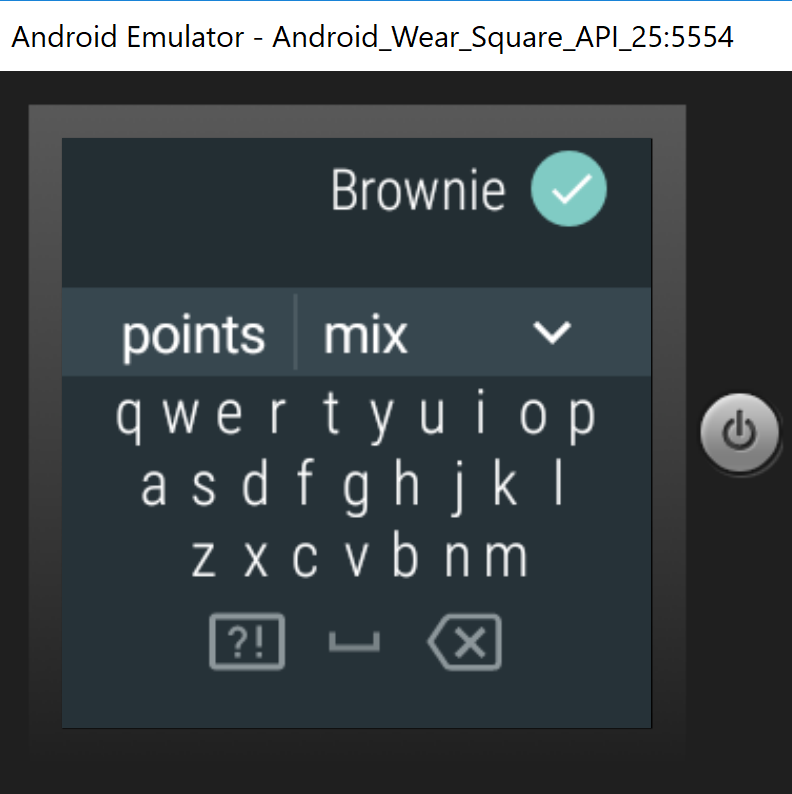 Android Emulator - Android_Wear_Square_API_25:5554
Brownie
points mix
q w e r t y u i o p
a s d f g h j k l
z x c v b n m
?!